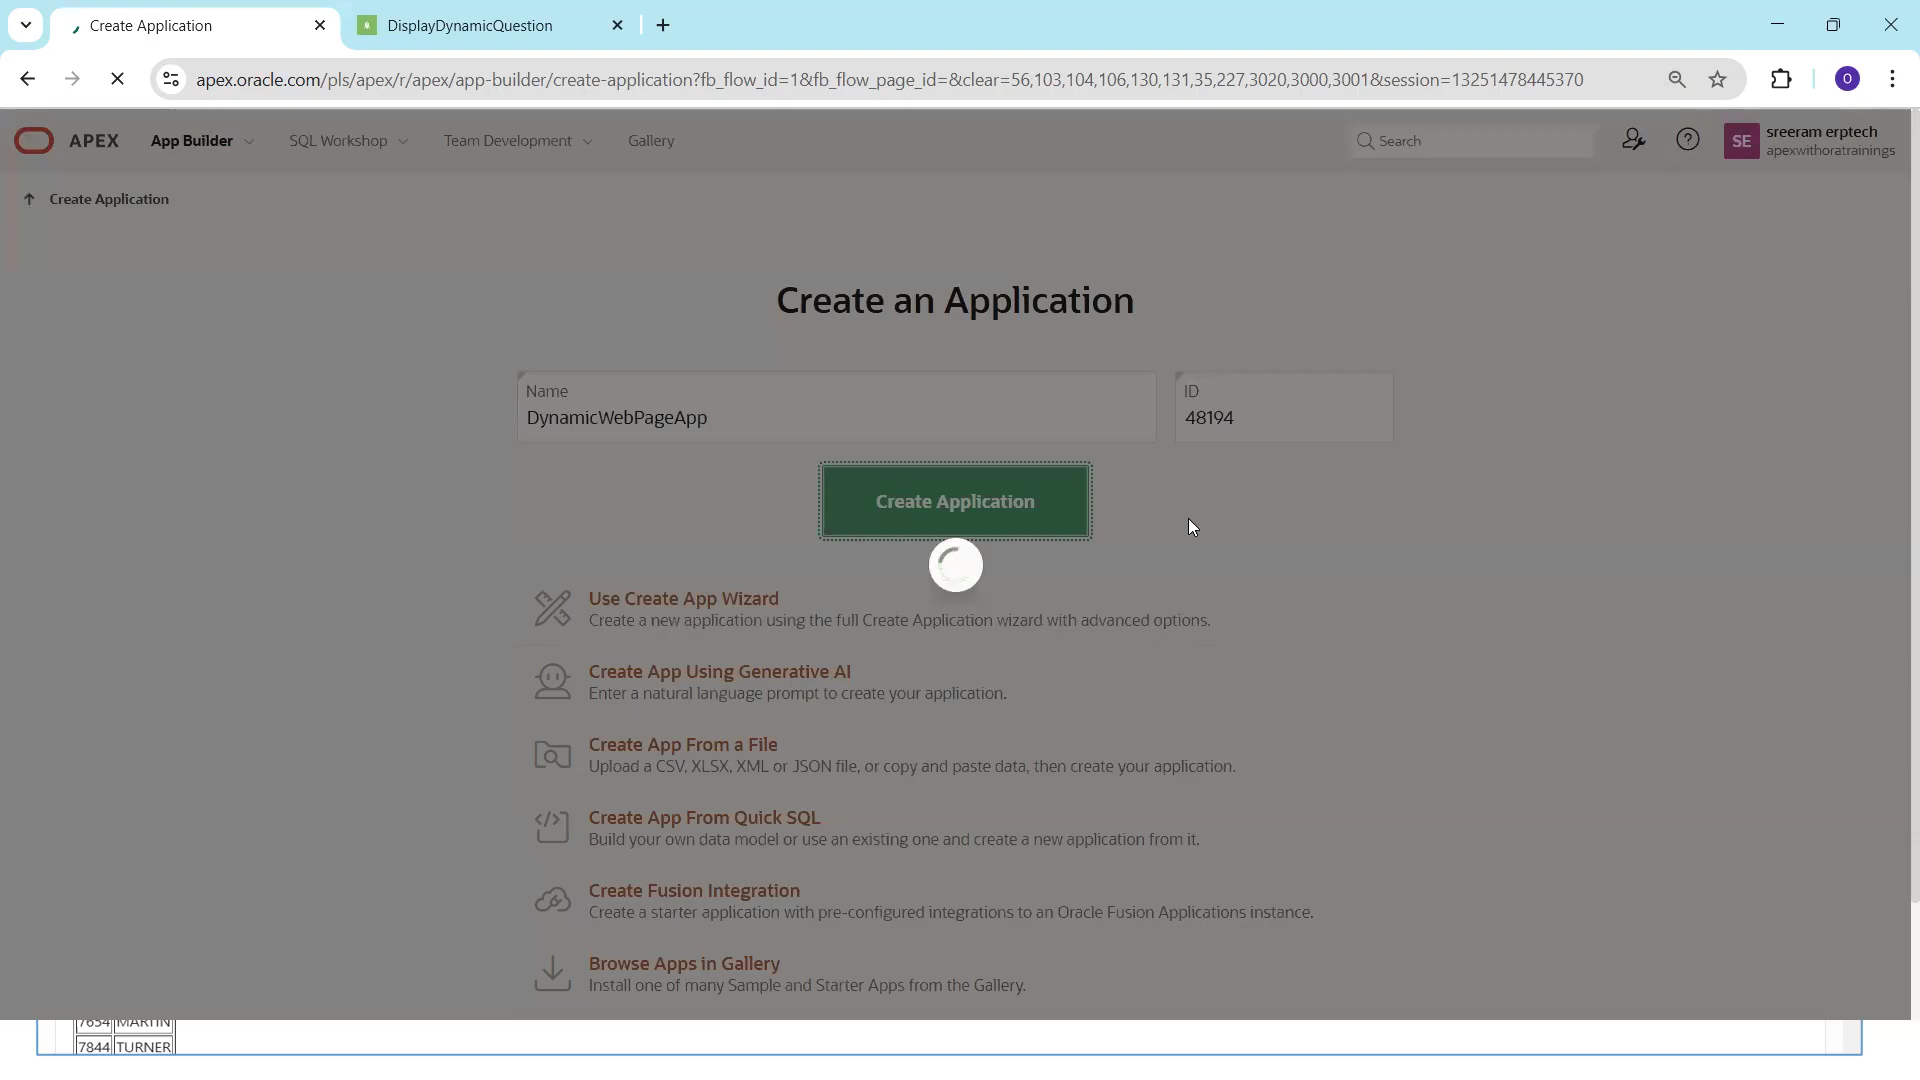 Create Application
DisplayDynamicQuestion
apex.oracle.com/pls/apex/r/apex/app-builder/create-application?fb_flow_id=1&fb_flow_page_id=&clear=56,103,104,106,130,131,35,227,3020,3000,3001&session=13251478445370
O
APEX
App Builder
SQL Workshop
Team Development
Gallery
Search
SE
sreeram erptech
apexwithoratrainings
Create Application
Create an Application
Name
DynamicWebPageApp
ID
48194
Create Application
Use Create App Wizard
Create a new application using the full Create Application wizard with advanced options.
Create App Using Generative AI
Enter a natural language prompt to create your application.
Create App From a File
Upload a CSV, XLSX, XML or JSON file, or copy and paste data, then create your application.
Create App From Quick SQL
Build your own data model or use an existing one and create a new application from it.
Create Fusion Integration
Create a starter application with pre-configured integrations to an Oracle Fusion Applications instance.
Browse Apps in Gallery
Install one of many Sample and Starter Apps from the Gallery.
7654 MARTIN
7844 TURNER